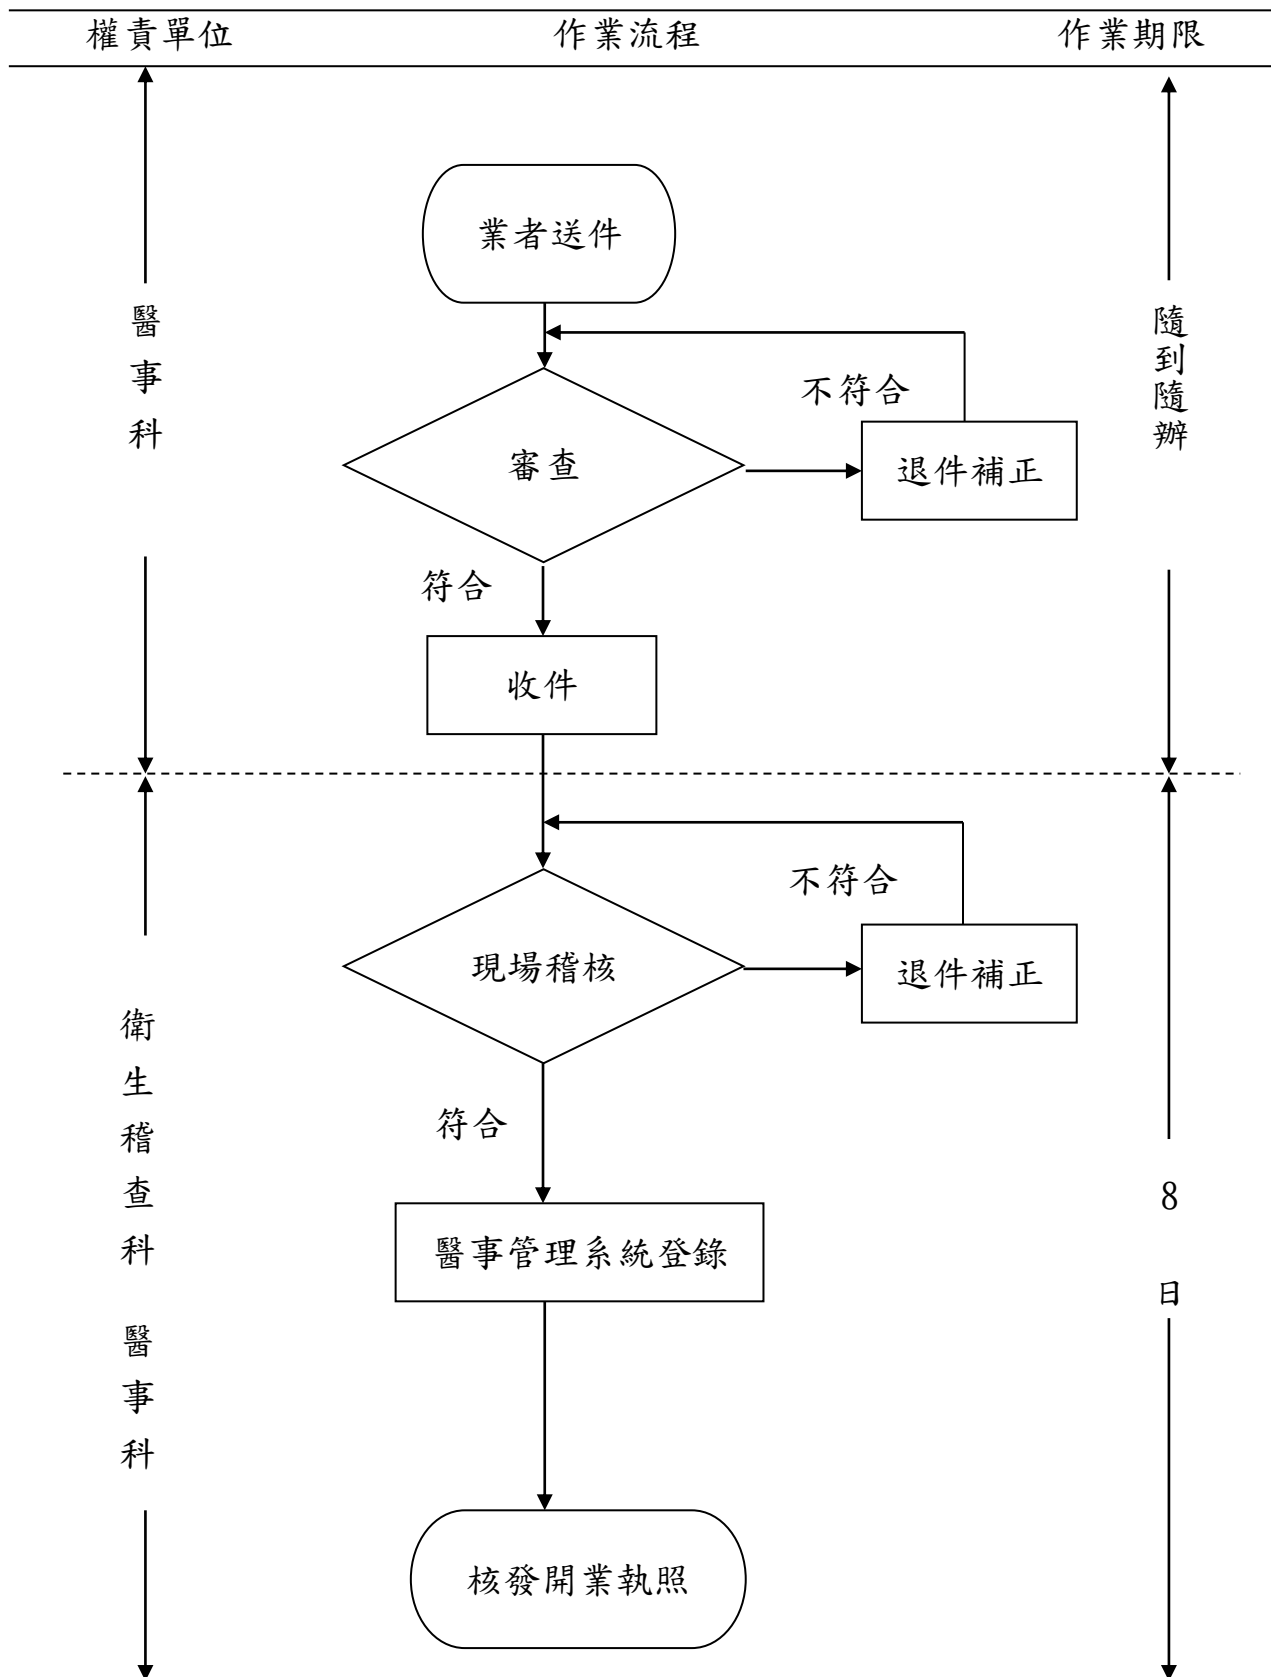 權責單位
作業流程
作業期限
醫事科
業者送件
審查
不符合
退件補正
符合
收件
隨到隨辦
衛生稽查科 醫事科
現場稽核
不符合
退件補正
符合
醫事管理系統登錄
核發開業執照
8日